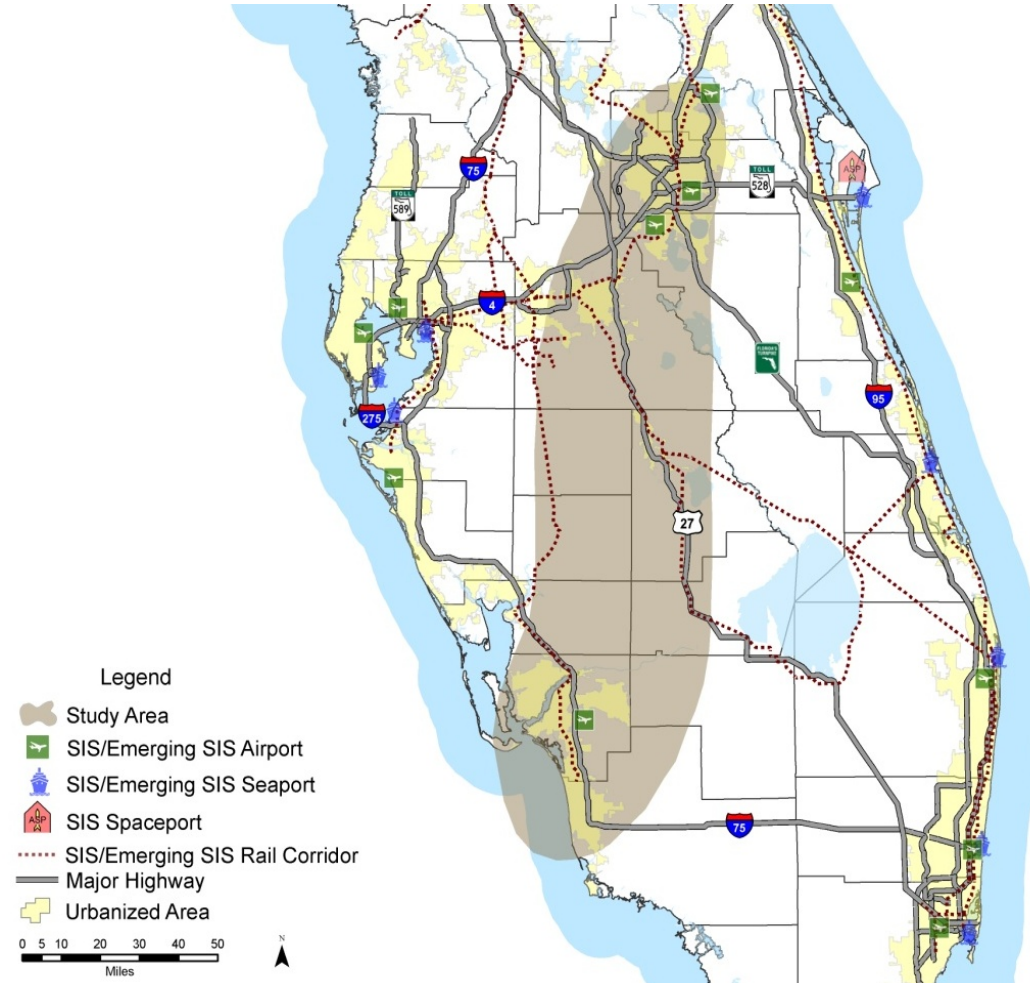 75
TOLL
589
TOLL
528
ASP
0
4
FLORIDA'S
TURNPIKE
275
95
27
75
Legend
Study Area
SIS/Emerging SIS Airport
SIS/Emerging SIS Seaport
ASP
SIS Spaceport
SIS/Emerging SIS Rail Corridor
Major Highway
Urbanized Area
0 5 10 20 30 40 50
Miles
N